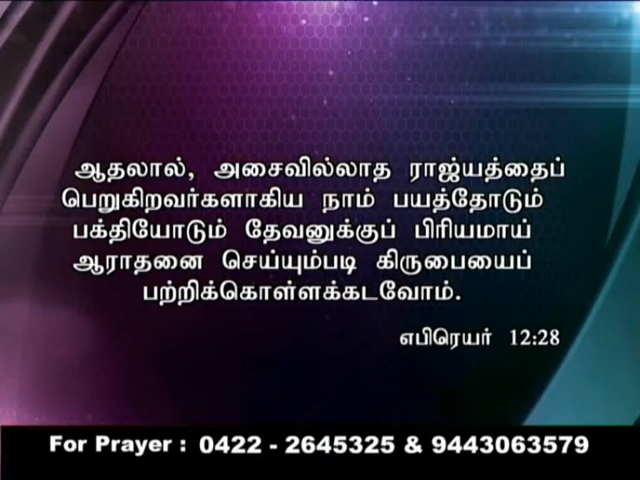 ஆதலால், அசைவில்லாத ராஜ்யத்தைப்
பெறுகிறவர்களாகிய நாம் பயத்தோடும்
பக்தியோடும் தேவனுக்குப் பிரியமாய்
ஆராதனை செய்யும்படி கிருபையைப்
பற்றிக்கொள்ளக்கடவோம்.
எபிரெயர் 12:28
For Prayer : 0422 - 2645325 & 9443063579